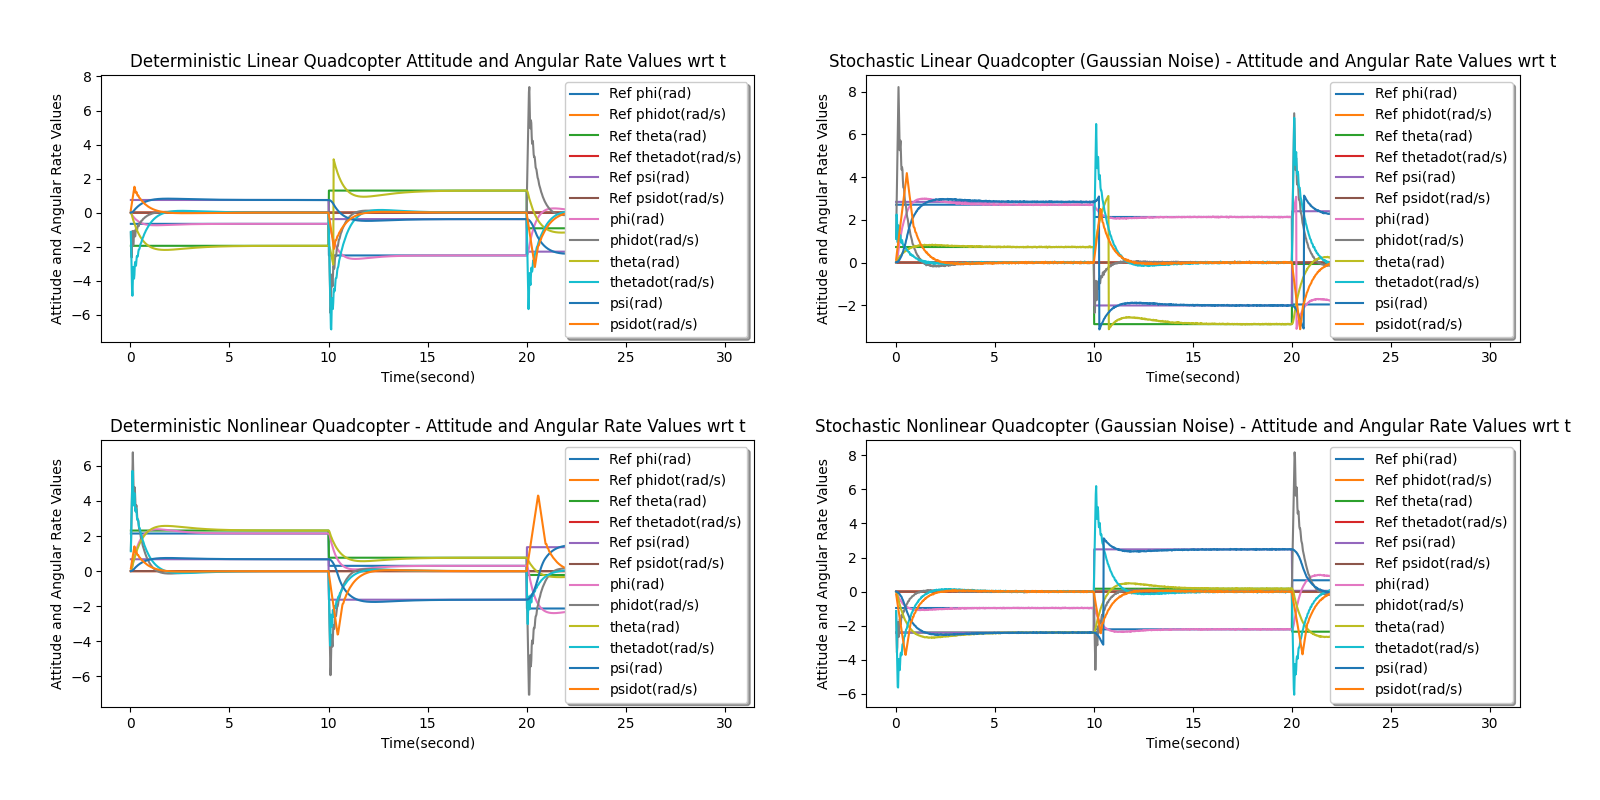 Deterministic Linear Quadcopter Attitude and Angular Rate Values wrt t
Attitude and Angular Rate Values
8
6
4
2
0
−2
−4
−6
0 5 10 15 20 25 30
Time(second)
Ref phi(rad)
Ref phidot(rad/s)
Ref theta(rad)
Ref thetadot(rad/s)
Ref psi(rad)
Ref psidot(rad/s)
phi(rad)
phidot(rad/s)
theta(rad)
thetadot(rad/s)
psi(rad)
psidot(rad/s)
Stochastic Linear Quadcopter (Gaussian Noise) - Attitude and Angular Rate Values wrt t
Attitude and Angular Rate Values
8
6
4
2
0
−2
0 5 10 15 20 25 30
Time(second)
Ref phi(rad)
Ref phidot(rad/s)
Ref theta(rad)
Ref thetadot(rad/s)
Ref psi(rad)
Ref psidot(rad/s)
phi(rad)
phidot(rad/s)
theta(rad)
thetadot(rad/s)
psi(rad)
psidot(rad/s)
Deterministic Nonlinear Quadcopter - Attitude and Angular Rate Values wrt t
Attitude and Angular Rate Values
6
4
2
0
−2
−4
−6
0 5 10 15 20 25 30
Time(second)
Ref phi(rad)
Ref phidot(rad/s)
Ref theta(rad)
Ref thetadot(rad/s)
Ref psi(rad)
Ref psidot(rad/s)
phi(rad)
phidot(rad/s)
theta(rad)
thetadot(rad/s)
psi(rad)
psidot(rad/s)
Stochastic Nonlinear Quadcopter (Gaussian Noise) - Attitude and Angular Rate Values wrt t
Attitude and Angular Rate Values
8
6
4
2
0
−2
−4
−6
0 5 10 15 20 25 30
Time(second)
Ref phi(rad)
Ref phidot(rad/s)
Ref theta(rad)
Ref thetadot(rad/s)
Ref psi(rad)
Ref psidot(rad/s)
phi(rad)
phidot(rad/s)
theta(rad)
thetadot(rad/s)
psi(rad)
psidot(rad/s)